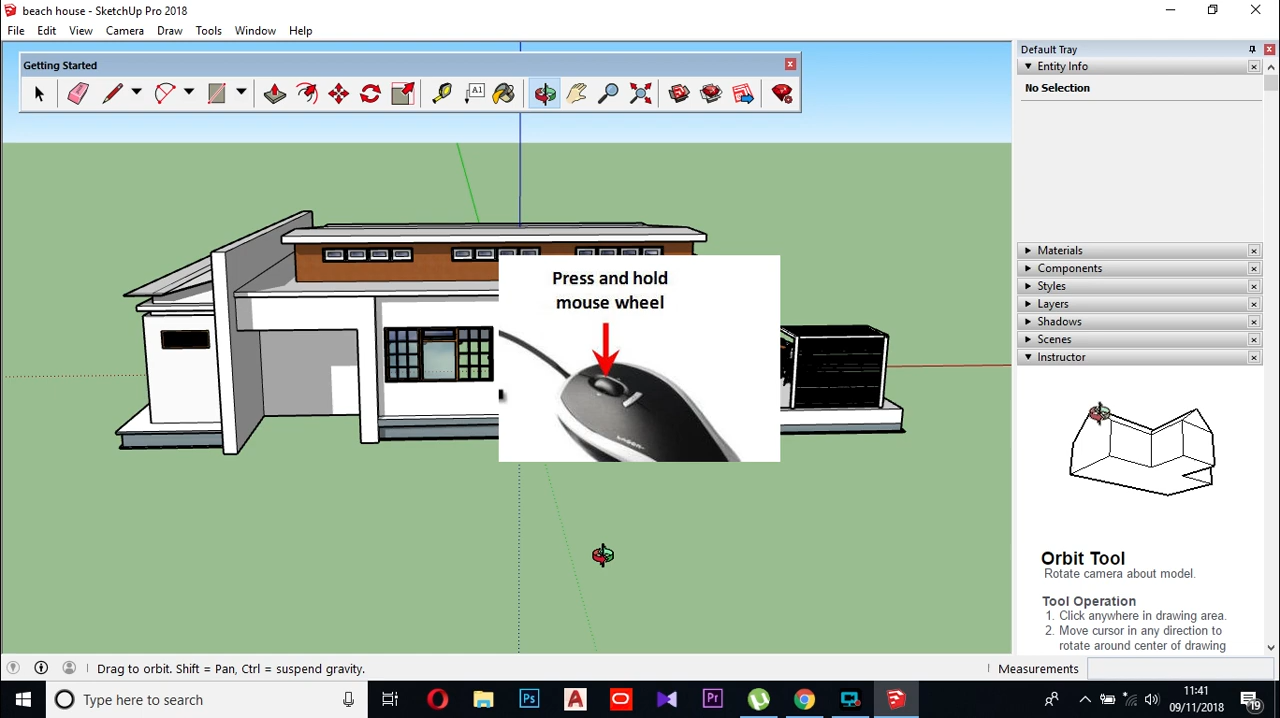 beach house - SketchUp Pro 2018
File Edit View Camera Draw Tools Window Help
Getting Started
A1
Default Tray
Entity Info
No Selection
Materials
Components
Styles
Layers
Shadows
Scenes
Instructor
Press and hold
mouse wheel
Orbit Tool
Rotate camera about model.
Tool Operation
1. Click anywhere in drawing area.
2. Move cursor in any direction to
rotate around center of drawing
Drag to orbit. Shift = Pan, Ctrl = suspend gravity.
Measurements
Type here to search
Ps
A
Pr
11:41
09/11/2018
19